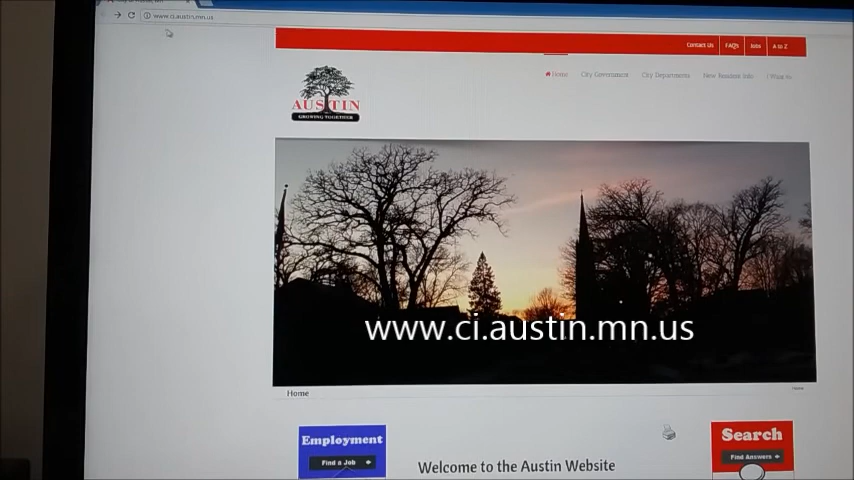 www.ci.austin.mn.us
Contact Us FAQs Jobs A to Z
Home City Government City Departments New Resident Info I Want to
AUSTIN
GROWING TOGETHER
www.ci.austin.mn.us
Home
Employment
Find a Job
Welcome to the Austin Website
Search
Find Answers